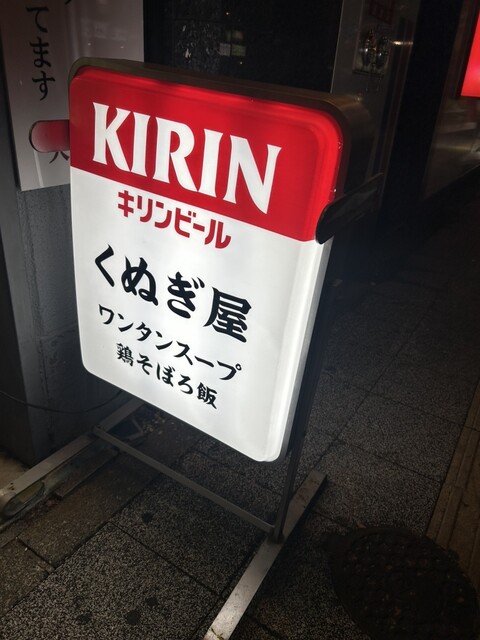 てます
KIRIN
キリンビール
くぬぎ屋
ワンタンスープ
鶏そぼろ飯